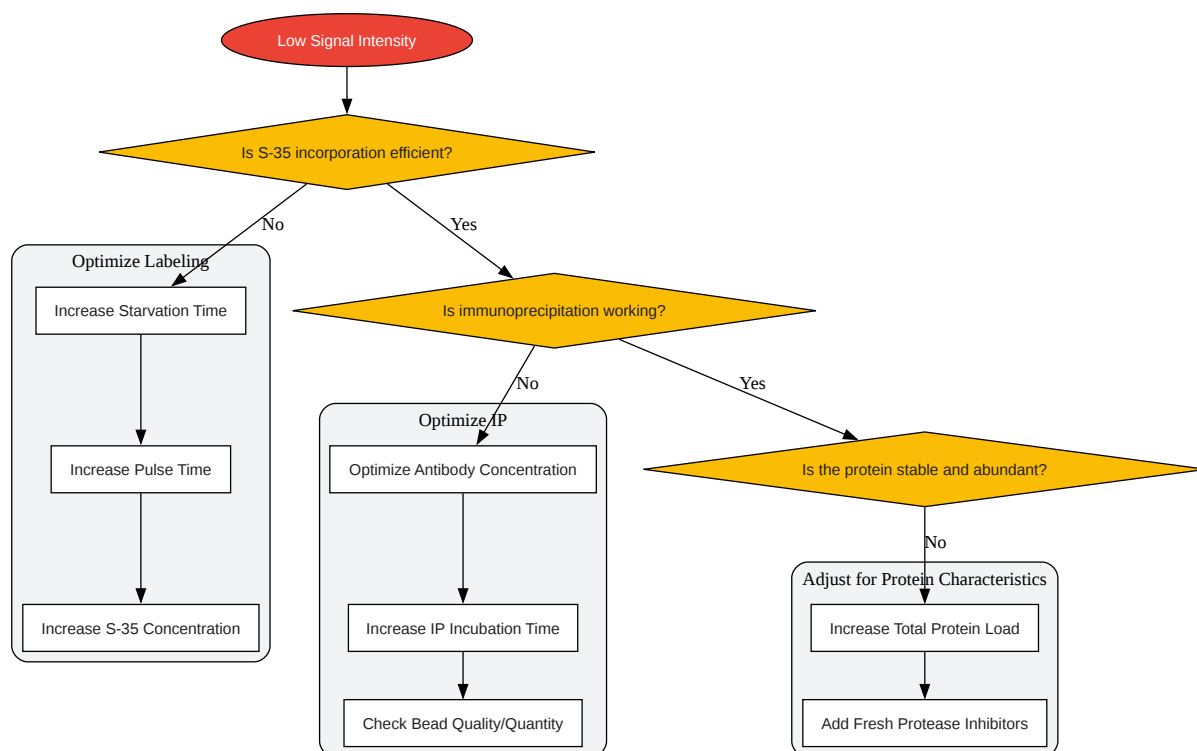 Low Signal Intensity
Is S-35 incorporation efficient?
No
Yes
Optimize Labeling
Increase Starvation Time
Is immunoprecipitation working?
No
Yes
Optimize IP
Increase Pulse Time
Optimize Antibody Concentration
Is the protein stable and abundant?
No
Adjust for Protein Characteristics
Increase S-35 Concentration
Increase IP Incubation Time
Increase Total Protein Load
Check Bead Quality/Quantity
Add Fresh Protease Inhibitors